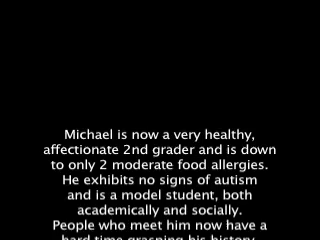 Michael is now a very healthy,
affectionate 2nd grader and is down
to only 2 moderate food allergies.
He exhibits no signs of autism
and is a model student, both
academically and socially.
People who meet him now have a
hard time grasping his history.